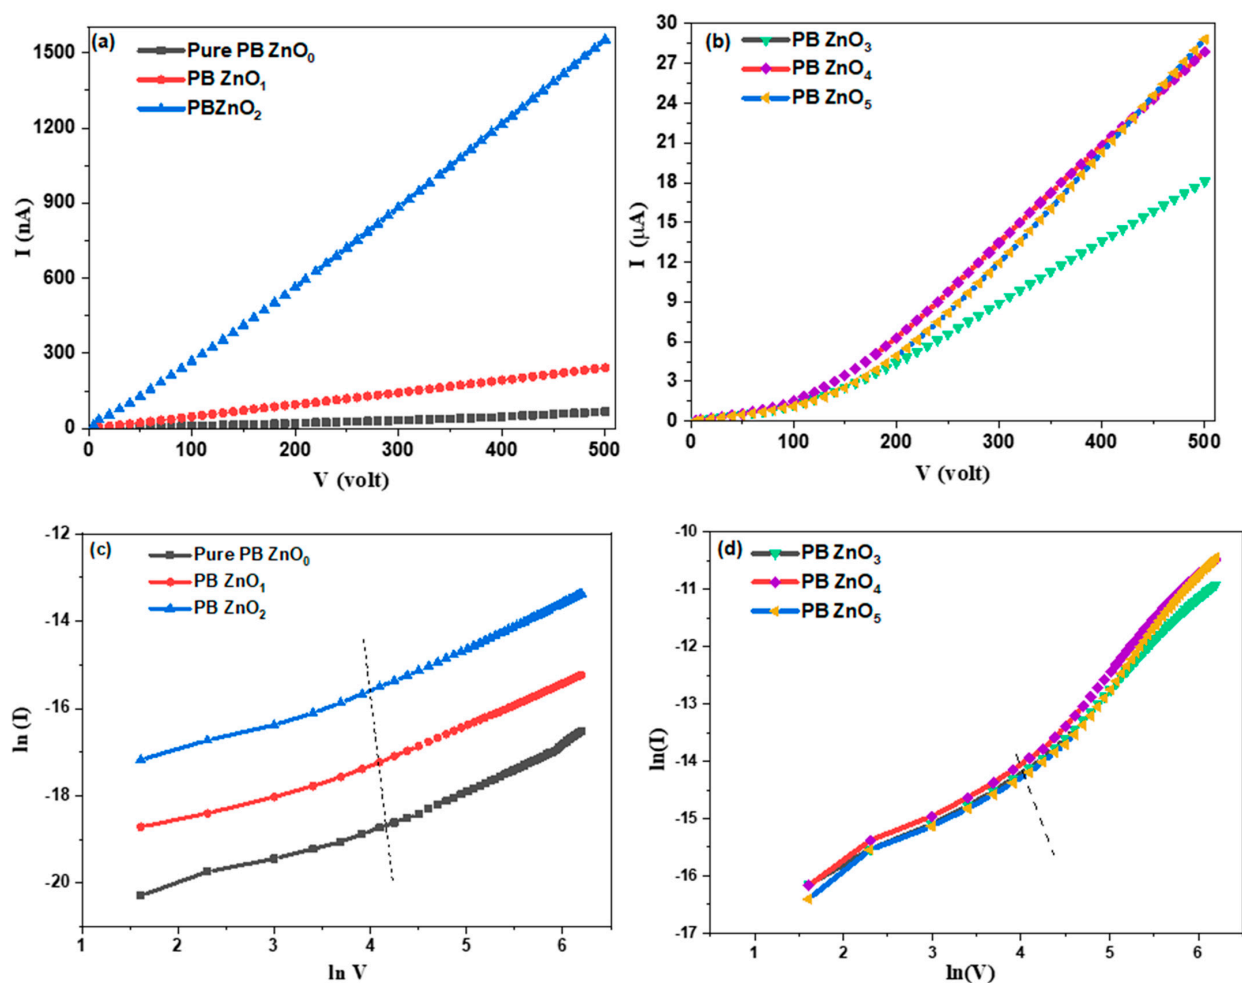 (a)
Pure PB ZnO₀
PB ZnO₁
PBZnO₂
1500
1200
900
600
300
0
I (nA)
0 100 200 300 400 500
V (volt)
(b)
PB ZnO₃
PB ZnO₄
PB ZnO₅
30
27
24
21
18
15
12
9
6
3
0
I (μA)
0 100 200 300 400 500
V (volt)
(c)
Pure PB ZnO₀
PB ZnO₁
PB ZnO₂
-12
-14
-16
-18
-20
ln (I)
1 2 3 4 5 6
ln V
(d)
PB ZnO₃
PB ZnO₄
PB ZnO₅
-10
-11
-12
-13
-14
-15
-16
-17
ln(I)
1 2 3 4 5 6
ln(V)